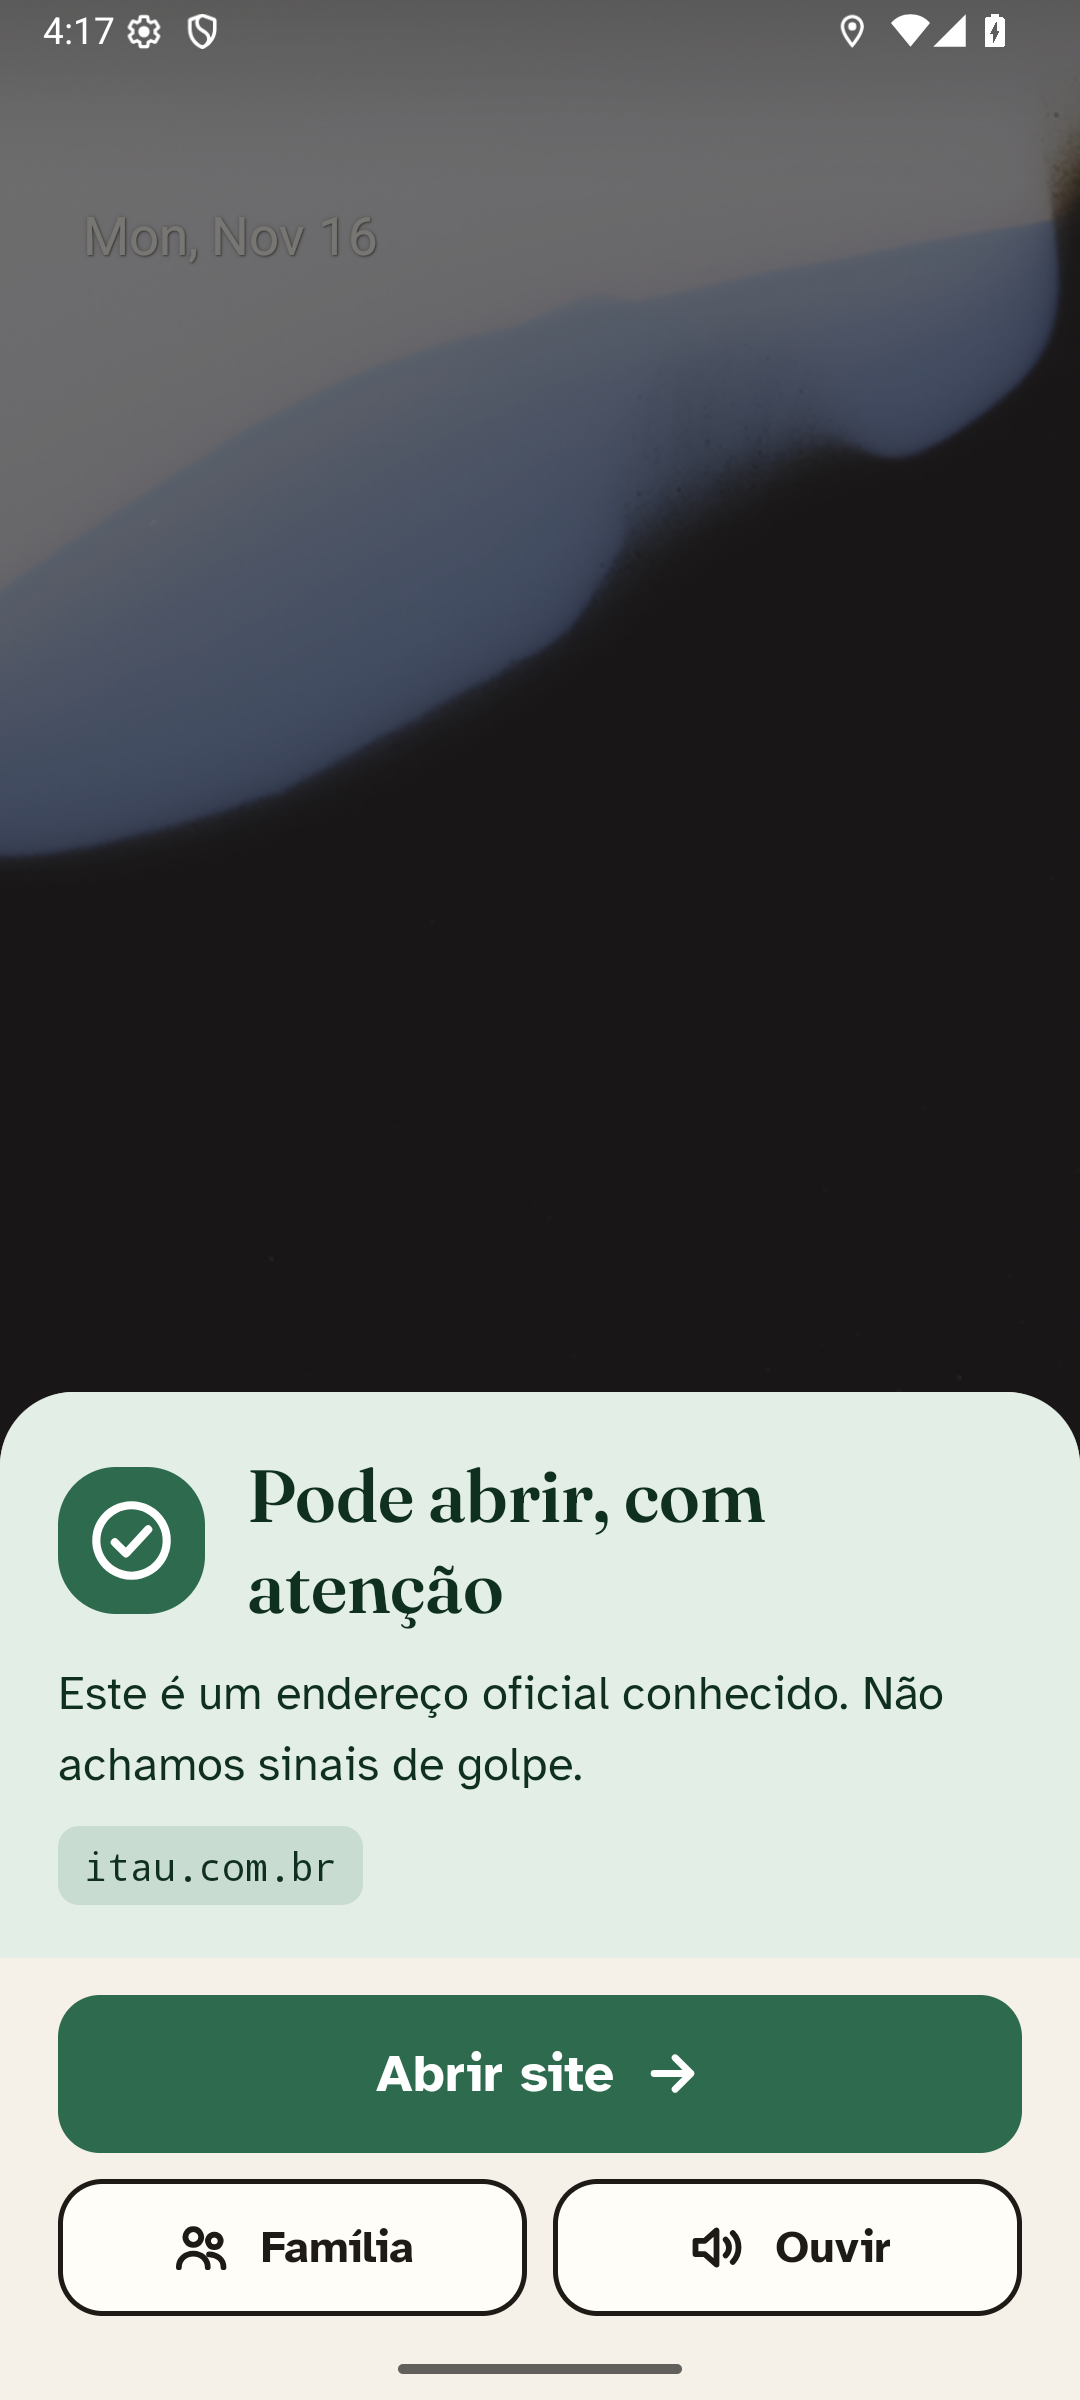 4:17
Mon, Nov 16
Pode abrir, com
atenção
Este é um endereço oficial conhecido. Não
achamos sinais de golpe.
itau.com.br
Abrir site
Família
Ouvir